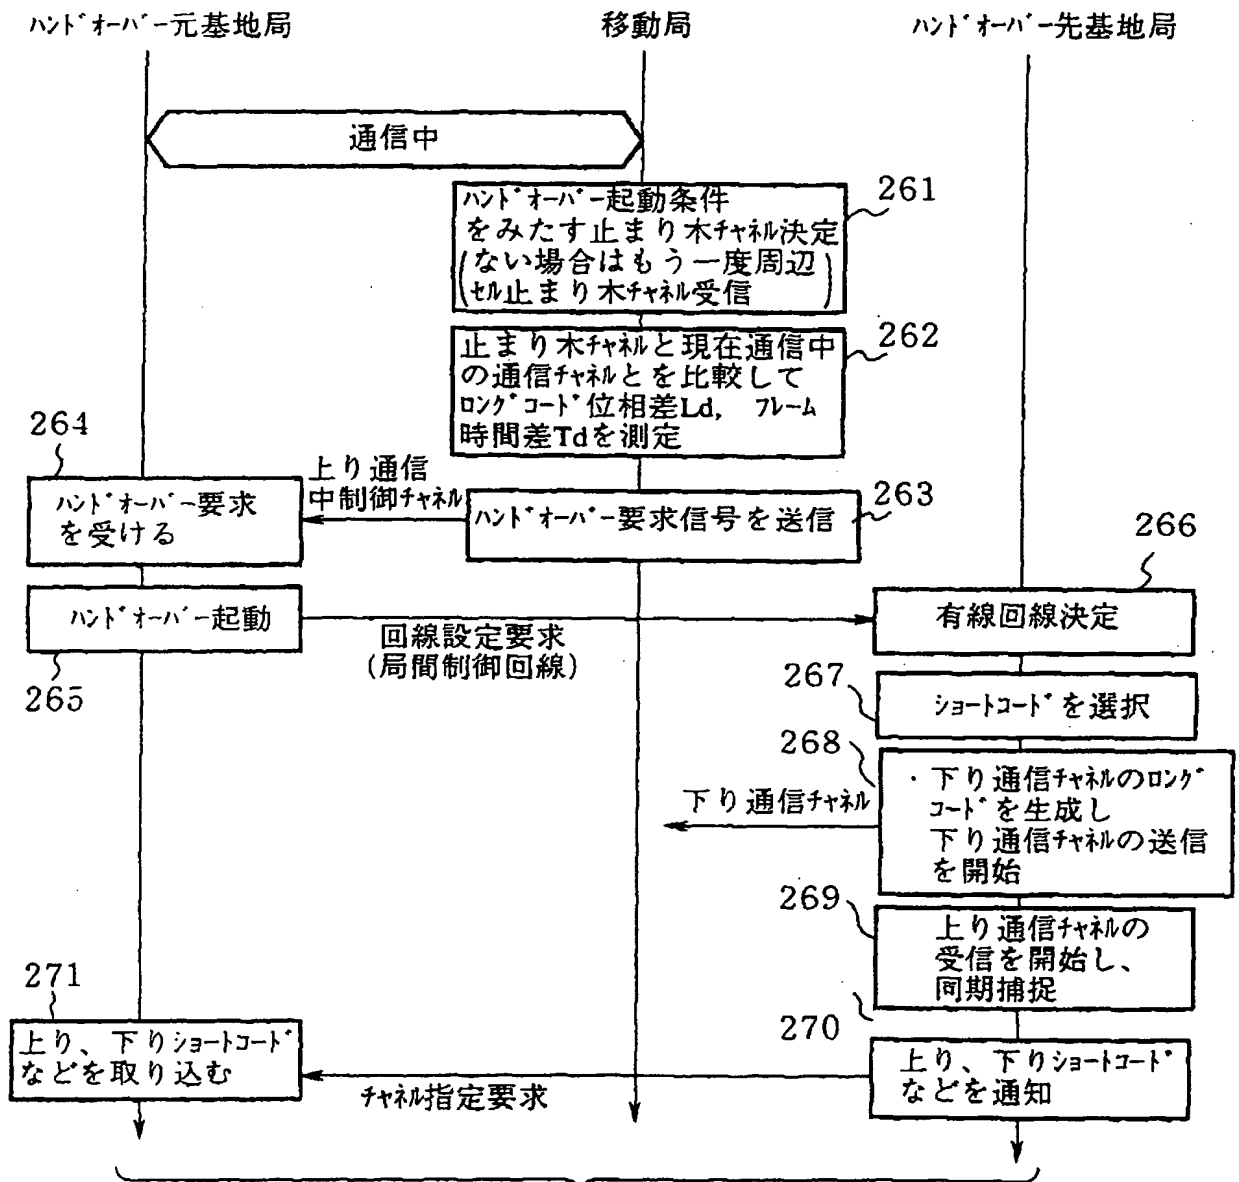 ﾊﾝﾄﾞｵｰﾊﾞｰ元基地局
移動局
ﾊﾝﾄﾞｵｰﾊﾞｰ先基地局
通信中
261
ﾊﾝﾄﾞｵｰﾊﾞｰ起動条件
をみたす止まり木ﾁｬﾈﾙ決定
(ない場合はもう一度周辺
ｾﾙ止まり木ﾁｬﾈﾙ受信)
262
止まり木ﾁｬﾈﾙと現在通信中
の通信ﾁｬﾈﾙとを比較して
ﾛﾝｸﾞｺｰﾄﾞ位相差Ld, ﾌﾚｰﾑ
時間差Tdを測定
264
ﾊﾝﾄﾞｵｰﾊﾞｰ要求
を受ける
上り通信
中制御ﾁｬﾈﾙ
263
ﾊﾝﾄﾞｵｰﾊﾞｰ要求信号を送信
265
ﾊﾝﾄﾞｵｰﾊﾞｰ起動
回線設定要求
(局間制御回線)
266
有線回線決定
267
ｼｮｰﾄｺｰﾄﾞを選択
268
・下り通信ﾁｬﾈﾙのﾛﾝｸﾞ
ｺｰﾄﾞを生成し
下り通信ﾁｬﾈﾙの送信
を開始
下り通信ﾁｬﾈﾙ
269
上り通信ﾁｬﾈﾙの
受信を開始し、
同期捕捉
270
上り、下りｼｮｰﾄｺｰﾄﾞ
などを通知
チャネル指定要求
271
上り、下りｼｮｰﾄｺｰﾄﾞ
などを取り込む